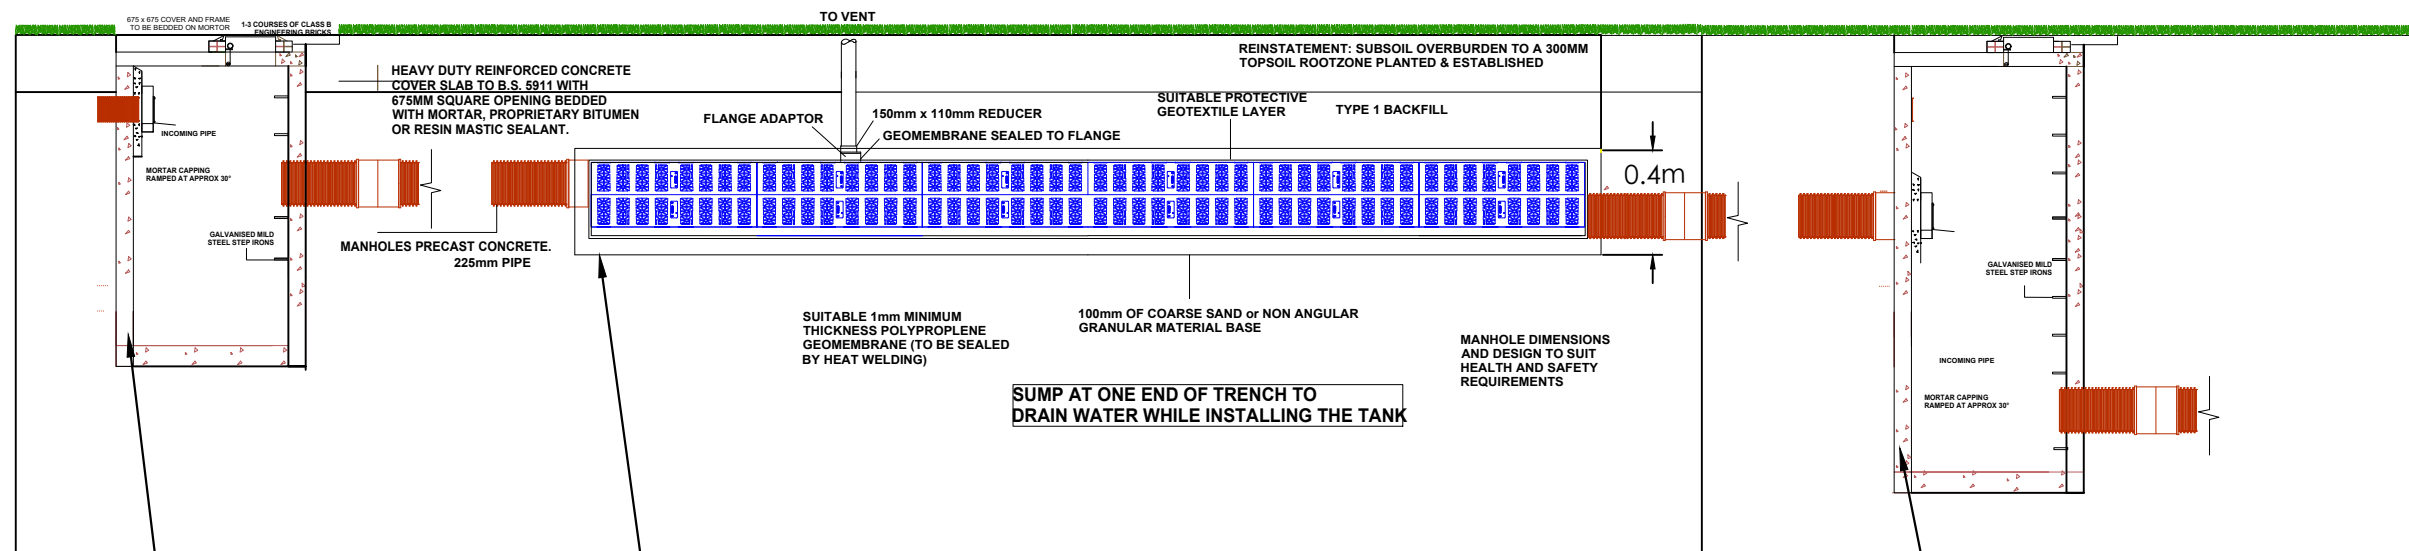 TO VENT
675 x 675 COVER AND FRAME
TO BE BEDDED ON MORTOR
1-3 COURSES OF CLASS B
ENGINEERING BRICKS
HEAVY DUTY REINFORCED CONCRETE
COVER SLAB TO B.S. 5911 WITH
675MM SQUARE OPENING BEDDED
WITH MORTAR, PROPRIETARY BITUMEN
OR RESIN MASTIC SEALANT.
REINSTATEMENT: SUBSOIL OVERBURDEN TO A 300MM
TOPSOIL ROOTZONE PLANTED & ESTABLISHED
SUITABLE PROTECTIVE
GEOTEXTILE LAYER
TYPE 1 BACKFILL
FLANGE ADAPTOR
150mm x 110mm REDUCER
GEOMEMBRANE SEALED TO FLANGE
INCOMING PIPE
MORTAR CAPPING
RAMPED AT APPROX 30°
0.4m
GALVANISED MILD
STEEL STEP IRONS
MANHOLES PRECAST CONCRETE.
225mm PIPE
GALVANISED MILD
STEEL STEP IRONS
SUITABLE 1mm MINIMUM
THICKNESS POLYPROPLENE
GEOMEMBRANE (TO BE SEALED
BY HEAT WELDING)
100mm OF COARSE SAND or NON ANGULAR
GRANULAR MATERIAL BASE
MANHOLE DIMENSIONS
AND DESIGN TO SUIT
HEALTH AND SAFETY
REQUIREMENTS
INCOMING PIPE
SUMP AT ONE END OF TRENCH TO
DRAIN WATER WHILE INSTALLING THE TANK
MORTAR CAPPING
RAMPED AT APPROX 30°